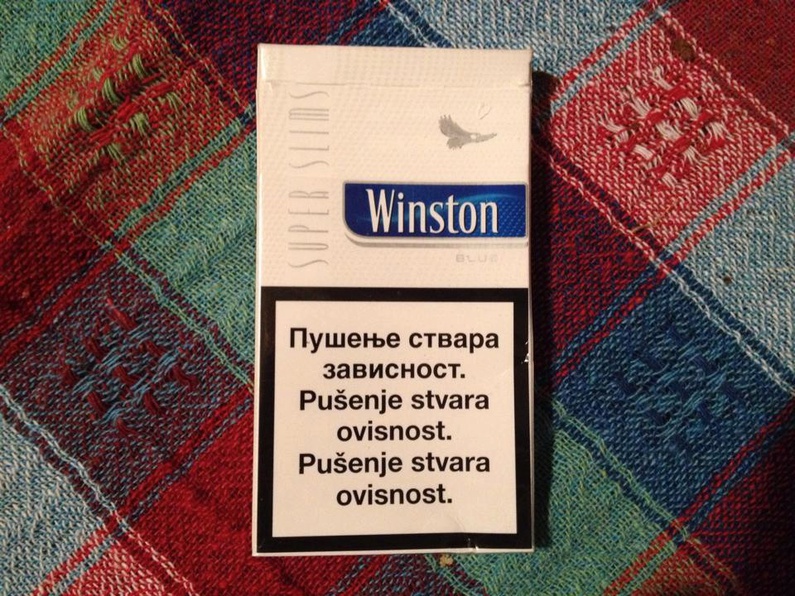 SUPER SLIMS
Winston
BLUE
Пушење ствара
зависност.
Pušenje stvara
ovisnost.
Pušenje stvara
ovisnost.